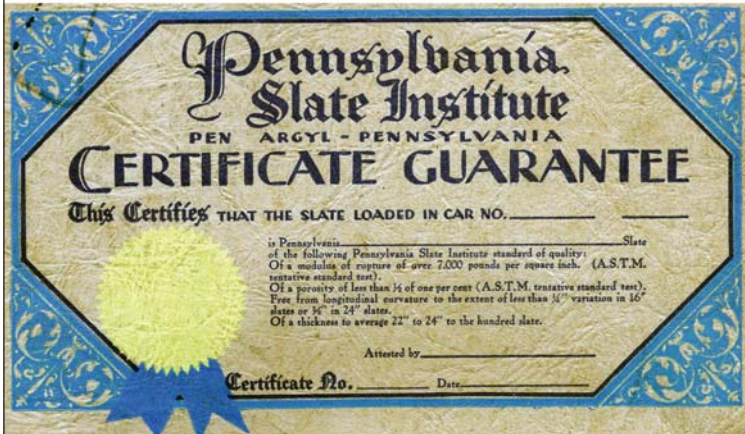 Pennsylvania
Slate Institute
PEN ARGYL - PENNSYLVANIA
CERTIFICATE GUARANTEE
This Certifies THAT THE SLATE LOADED IN CAR NO.
is Pennsylvania Slate
of the following Pennsylvania Slate Institute standard of quality:
Of a modulus of rupture of over 7,000 pounds per square inch. (A.S.T.M.
tentative standard test).
Of a porosity of less than ½ of one per cent (A.S.T.M. tentative standard test).
Free from longitudinal curvature to the extent of less than variation in 16"
slates or in 24" slates.
Of a thickness to average 22" to 24" to the hundred slate.
Attested by
Certificate No. Date